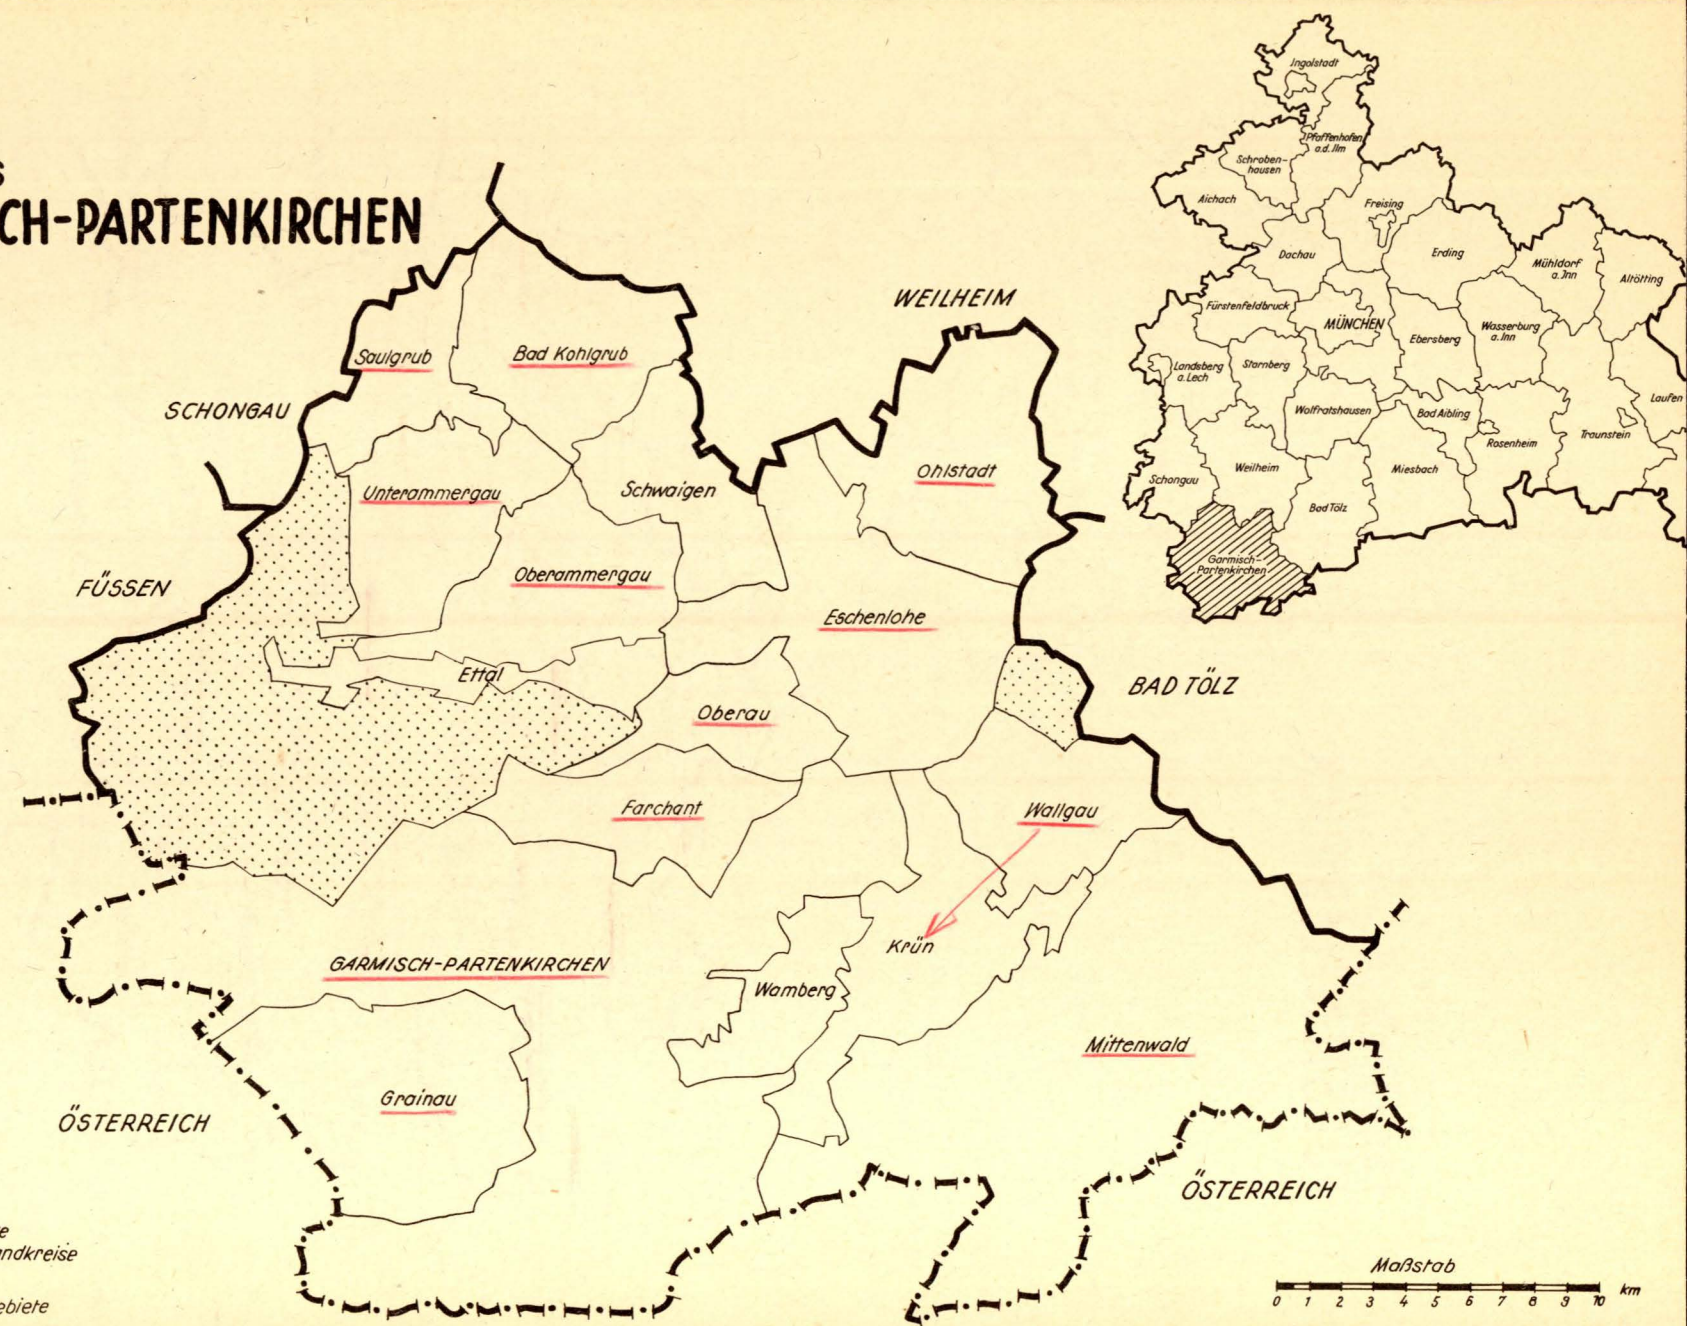 CH-PARTENKIRCHEN
WEILHEIM
Saulgrub
Bad Kohlgrub
SCHONGAU
Ohlstadt
Unterammergau
Schwaigen
FÜSSEN
Oberammergau
Eschenlohe
Ettal
BAD TÖLZ
Oberau
Farchant
Wallgau
Krün
GARMISCH-PARTENKIRCHEN
Wamberg
Mittenwald
Grainau
ÖSTERREICH
ÖSTERREICH
e
ndkreise
ebiete
Maßstab
0 1 2 3 4 5 6 7 8 9 10 km
Ingolstadt
Pfaffenhofen
a.d.Ilm
Schroben-
hausen
Aichach
Freising
Dachau
Erding
Mühldorf
a.Inn
Altötting
Fürstenfeldbruck
MÜNCHEN
Ebersberg
Wasserburg
a.Inn
Landsberg
a.Lech
Starnberg
Wolfratshausen
Bad Aibling
Rosenheim
Traunstein
Laufen
Schongau
Weilheim
Bad Tölz
Miesbach
Garmisch-
Partenkirchen